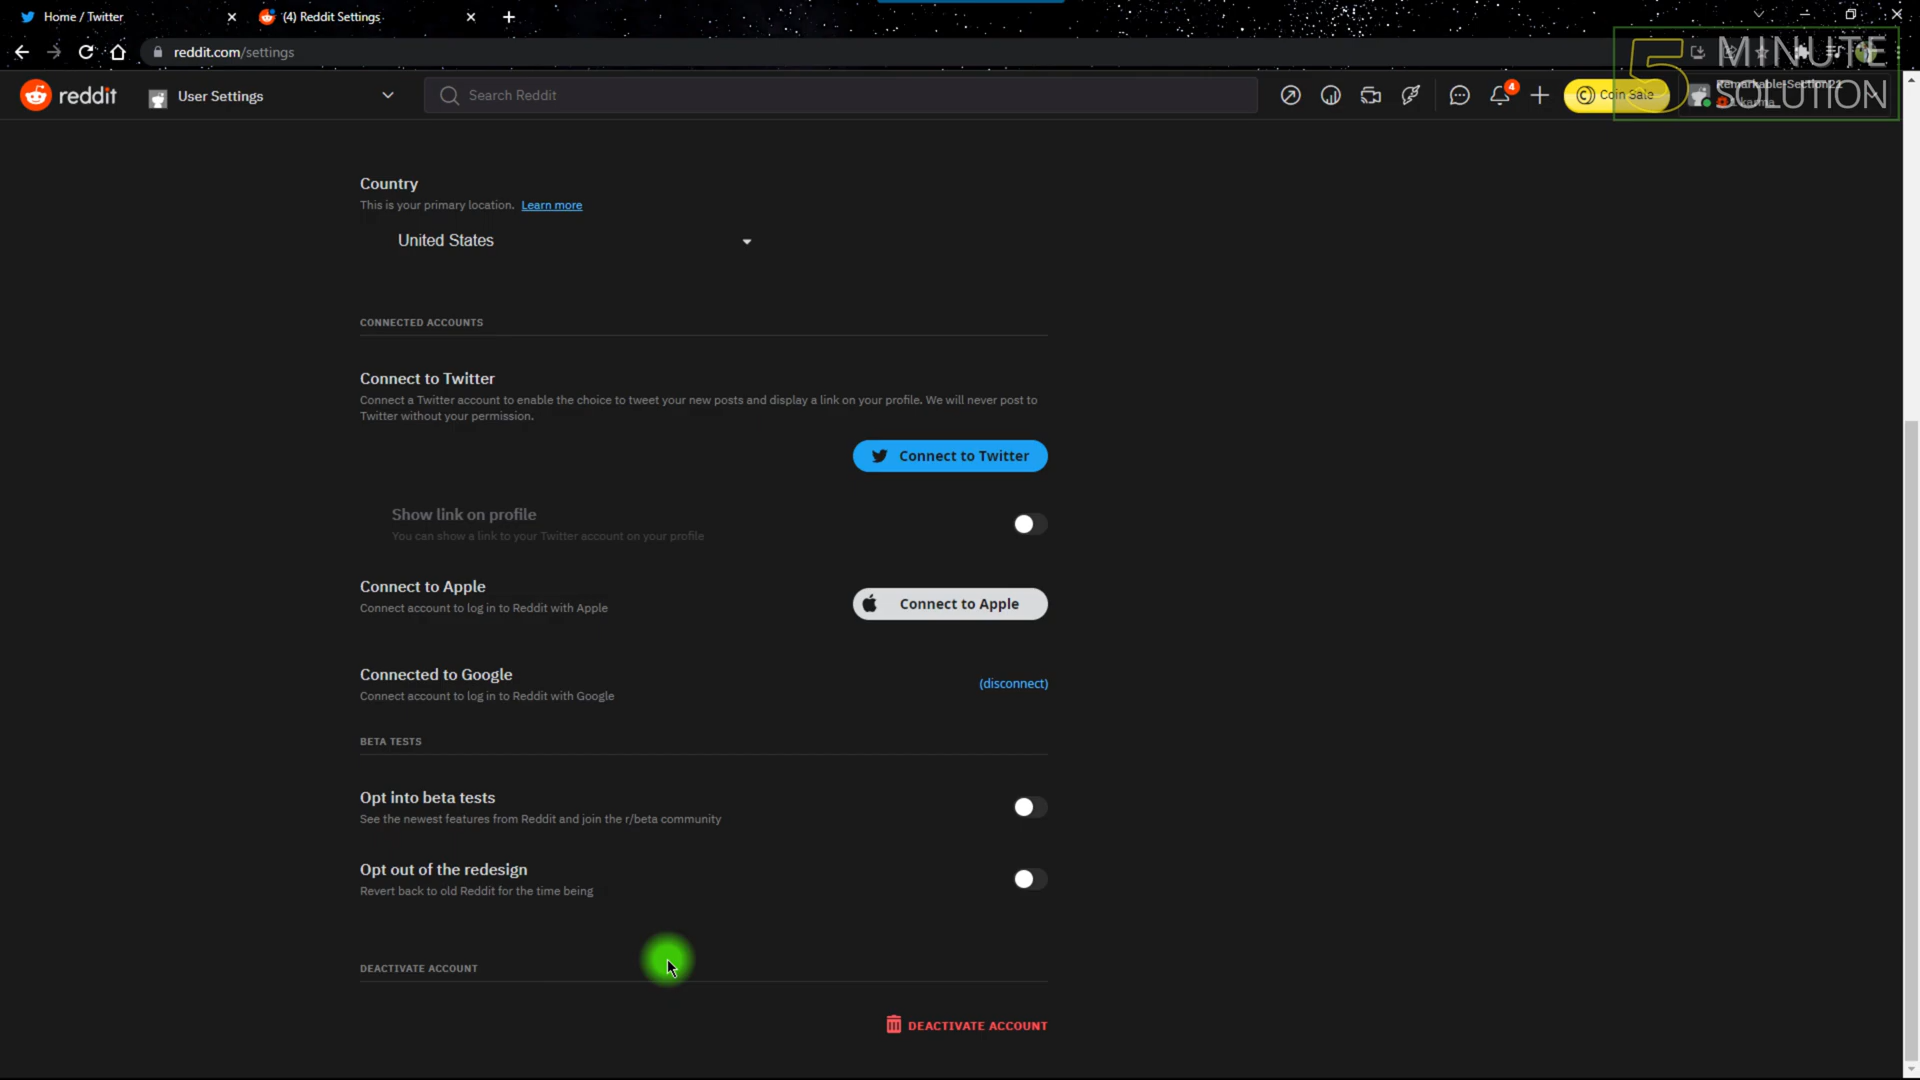 Home / Twitter
(4) Reddit Settings
reddit.com/settings
5 MINUTE
SOLUTION
reddit
User Settings
Search Reddit
4
Coin Sale
Remarkable-Section21
karma
Country
This is your primary location. Learn more
United States
CONNECTED ACCOUNTS
Connect to Twitter
Connect a Twitter account to enable the choice to tweet your new posts and display a link on your profile. We will never post to
Twitter without your permission.
Connect to Twitter
Show link on profile
You can show a link to your Twitter account on your profile
Connect to Apple
Connect account to log in to Reddit with Apple
Connect to Apple
Connected to Google
Connect account to log in to Reddit with Google
(disconnect)
BETA TESTS
Opt into beta tests
See the newest features from Reddit and join the r/beta community
Opt out of the redesign
Revert back to old Reddit for the time being
DEACTIVATE ACCOUNT
DEACTIVATE ACCOUNT